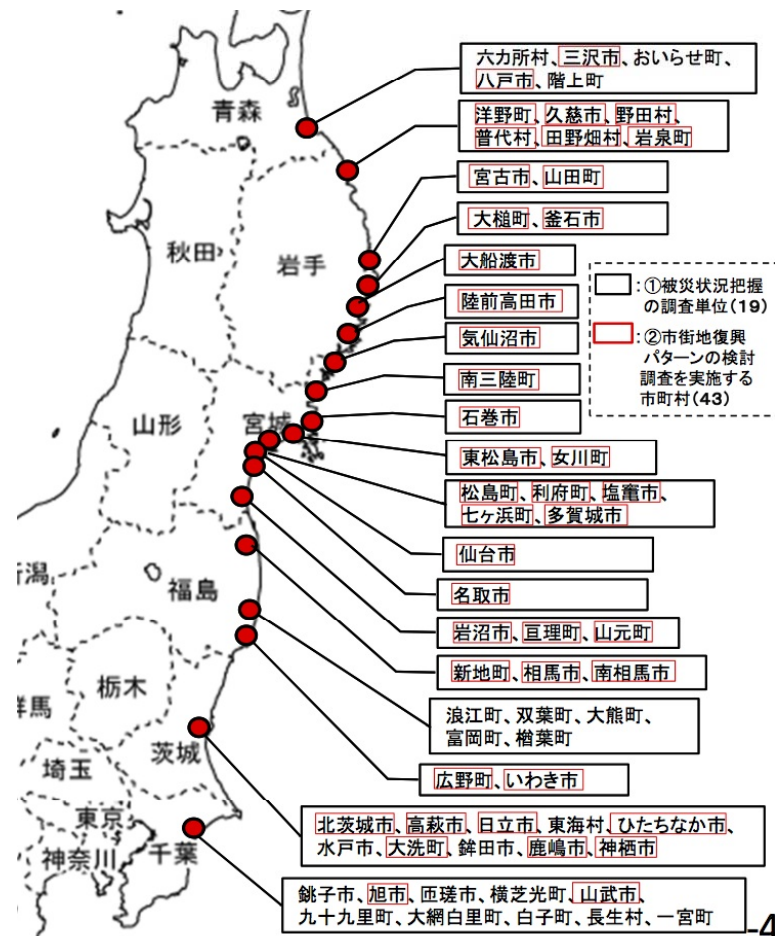 六カ所村、三沢市、おいらせ町、
八戸市、階上町
青森
洋野町、久慈市、野田村、
普代村、田野畑村、岩泉町
宮古市、山田町
秋田
岩手
大槌町、釜石市
大船渡市
:①被災状況把握
の調査単位(19)
陸前高田市
:②市街地復興
パターンの検討
調査を実施する
市町村(43)
気仙沼市
南三陸町
山形
宮城
石巻市
東松島市、女川町
松島町、利府町、塩竈市、
七ヶ浜町、多賀城市
仙台市
新潟
福島
名取市
岩沼市、亘理町、山元町
新地町、相馬市、南相馬市
栃木
群馬
浪江町、双葉町、大熊町、
富岡町、楢葉町
茨城
埼玉
広野町、いわき市
東京
北茨城市、高萩市、日立市、東海村、ひたちなか市、
水戸市、大洗町、鉾田市、鹿嶋市、神栖市
神奈川
千葉
銚子市、旭市、匝瑳市、横芝光町、山武市、
九十九里町、大網白里町、白子町、長生村、一宮町
-4